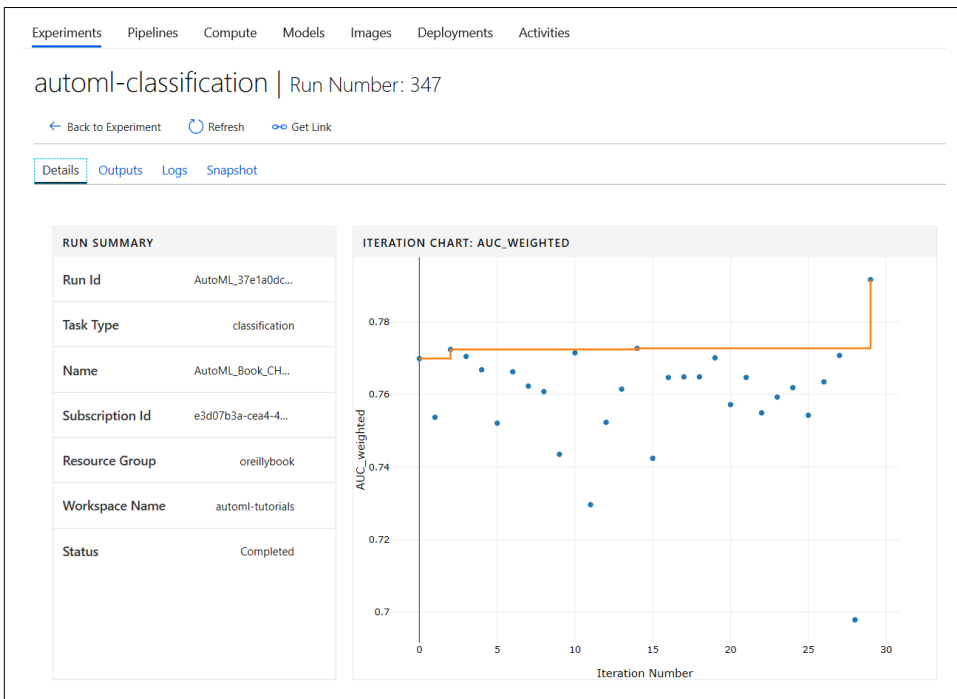 Experiments Pipelines Compute Models Images Deployments Activities
automl-classification | Run Number: 347
Back to Experiment Refresh Get Link
Details Outputs Logs Snapshot
RUN SUMMARY
Run Id AutoML_37e1a0dc...
Task Type classification
Name AutoML_Book_CH...
Subscription Id e3d07b3a-cea4-4...
Resource Group oreillybook
Workspace Name automl-tutorials
Status Completed
ITERATION CHART: AUC_WEIGHTED
AUC_weighted
0.78
0.76
0.74
0.72
0.7
0 5 10 15 20 25 30
Iteration Number